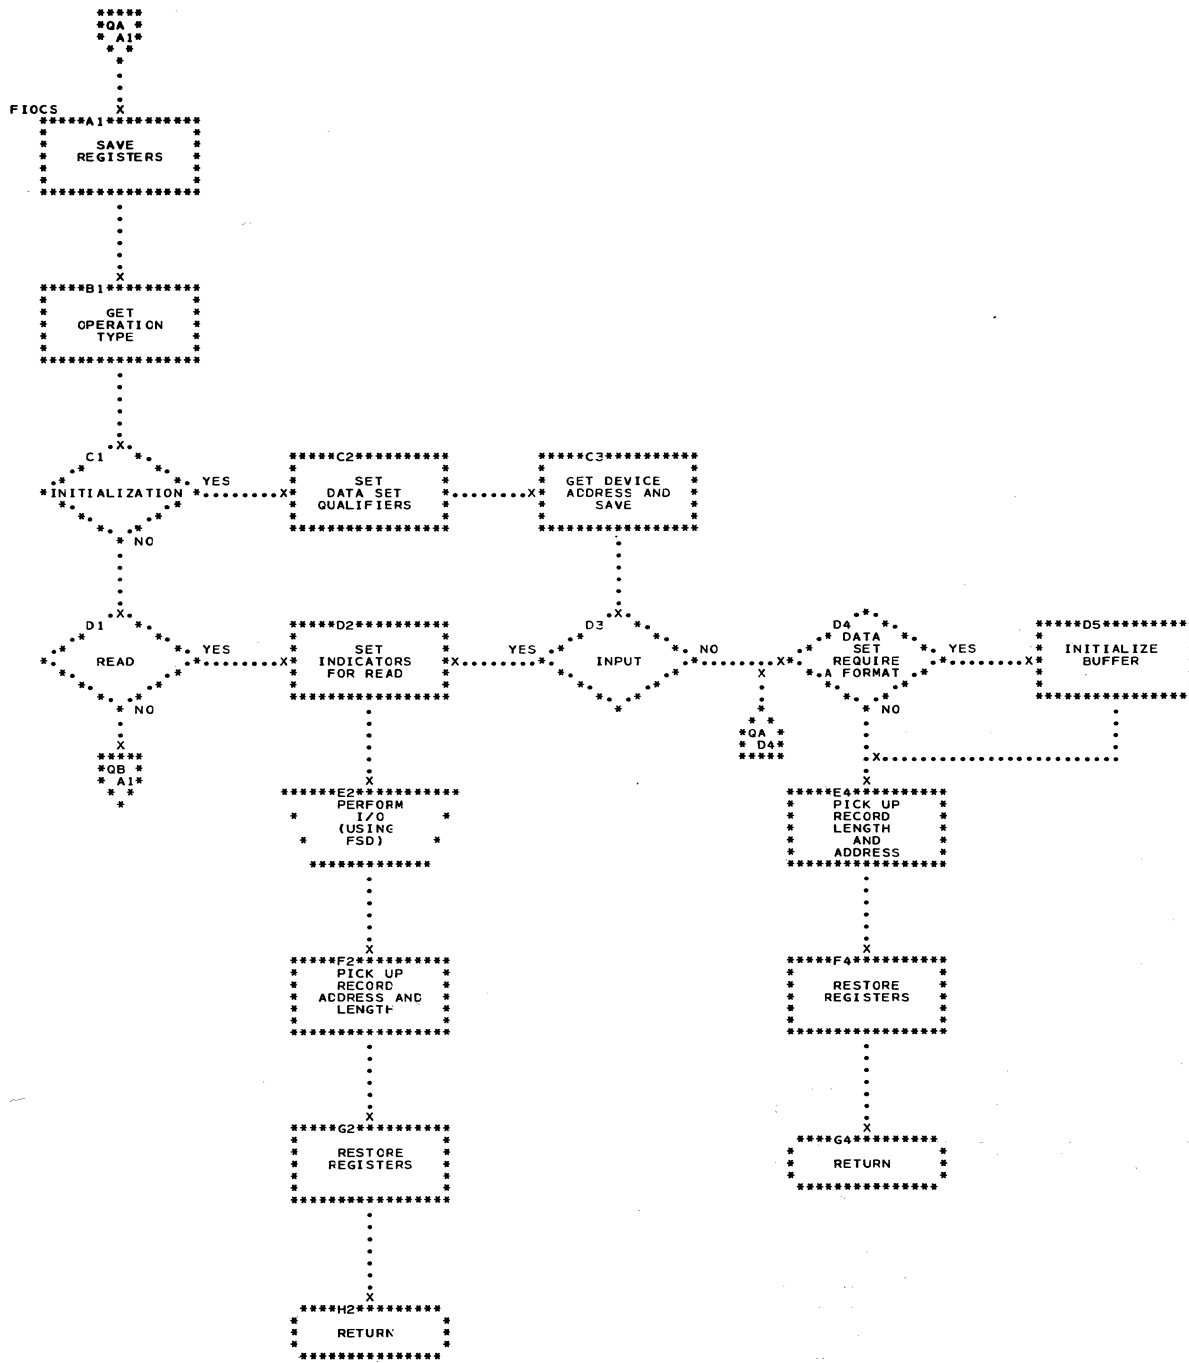 QA
A1
FIOCS
A1
SAVE
REGISTERS
B1
GET
OPERATION
TYPE
C1
INITIALIZATION
YES
NO
C2
SET
DATA SET
QUALIFIERS
C3
GET DEVICE
ADDRESS AND
SAVE
D1
READ
YES
NO
QB
A1
D2
SET
INDICATORS
FOR READ
D3
INPUT
YES
NO
QA
D4
D4
DATA
SET
REQUIRE
A FORMAT
YES
NO
D5
INITIALIZE
BUFFER
E2
PERFORM
I/O
(USING
FSD)
E4
PICK UP
RECORD
LENGTH
AND
ADDRESS
F2
PICK UP
RECORD
ADDRESS AND
LENGTH
F4
RESTORE
REGISTERS
G2
RESTORE
REGISTERS
G4
RETURN
H2
RETURN